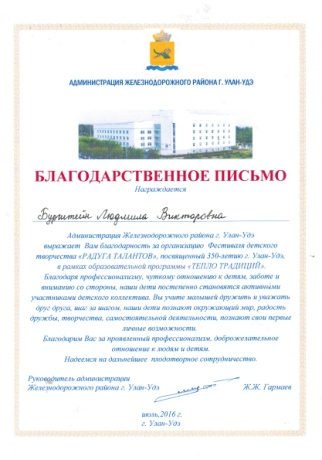 АДМИНИСТРАЦИЯ ЖЕЛЕЗНОДОРОЖНОГО РАЙОНА Г. УЛАН-УДЭ
БЛАГОДАРСТВЕННОЕ ПИСЬМО
Награждается
Бурштейн Людмила Викторовна
Администрация Железнодорожного района г. Улан-Удэ
выражает Вам благодарность за организацию Фестиваля детского
творчества «РАДУГА ТАЛАНТОВ», посвященный 350-летию г. Улан-Удэ,
в рамках образовательной программы «ТЕПЛО ТРАДИЦИЙ».
Благодаря профессионализму, чуткому отношению к детям, заботе и
вниманию со стороны, наши дети постепенно становятся активными
участниками детского коллектива. Вы учите малышей дружить и уважать
друг друга, шаг за шагом, наши дети познают окружающий мир, радость
дружбы, творчества, самостоятельной деятельности, познают свои первые
личные возможности.
Благодарим Вас за проявленный профессионализм, доброжелательное
отношение к людям и детям.
Надеемся на дальнейшее плодотворное сотрудничество.
Руководитель администрации
Железнодорожного района г. Улан-Удэ Ж.Ж. Гармаев
июль, 2016 г.
г. Улан-Удэ